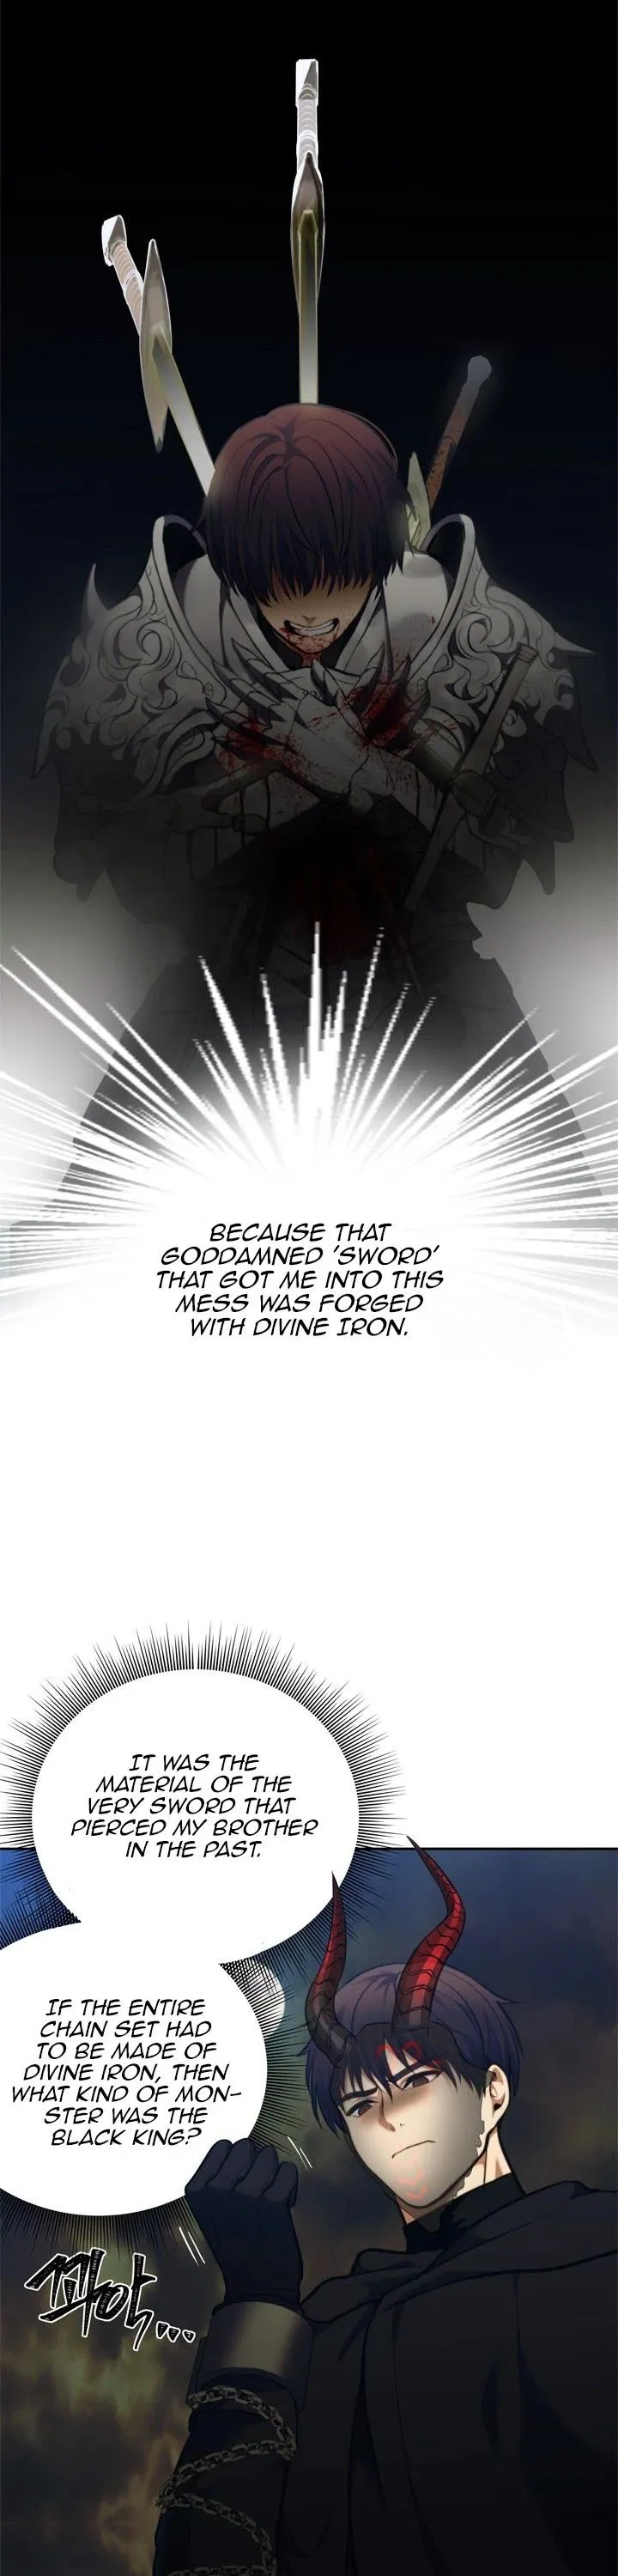 BECAUSE THAT
GODDAMNED 'SWORD'
THAT GOT ME INTO THIS
MESS WAS FORGED
WITH DIVINE IRON.
IT WAS THE
MATERIAL OF THE
VERY SWORD THAT
PIERCED MY BROTHER
IN THE PAST.
IF THE ENTIRE
CHAIN SET HAD
TO BE MADE OF
DIVINE IRON, THEN
WHAT KIND OF MON-
STER WAS THE
BLACK KING?
꽈악...